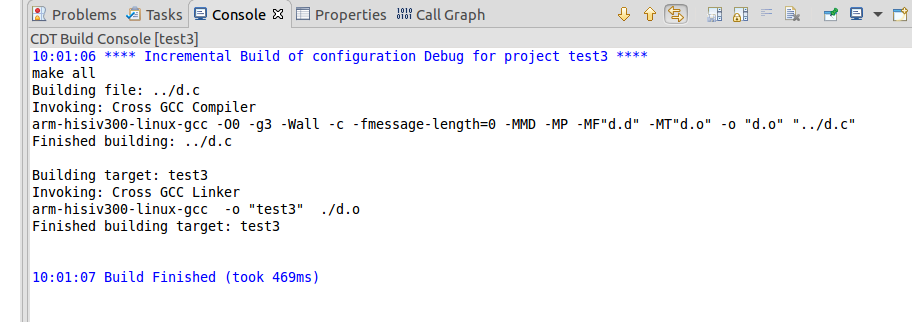 Problems Tasks Console Properties Call Graph
CDT Build Console [test3]
10:01:06 **** Incremental Build of configuration Debug for project test3 ****
make all
Building file: ../d.c
Invoking: Cross GCC Compiler
arm-hisiv300-linux-gcc -O0 -g3 -Wall -c -fmessage-length=0 -MMD -MP -MF"d.d" -MT"d.o" -o "d.o" "../d.c"
Finished building: ../d.c
Building target: test3
Invoking: Cross GCC Linker
arm-hisiv300-linux-gcc  -o "test3"  ./d.o
Finished building target: test3
10:01:07 Build Finished (took 469ms)